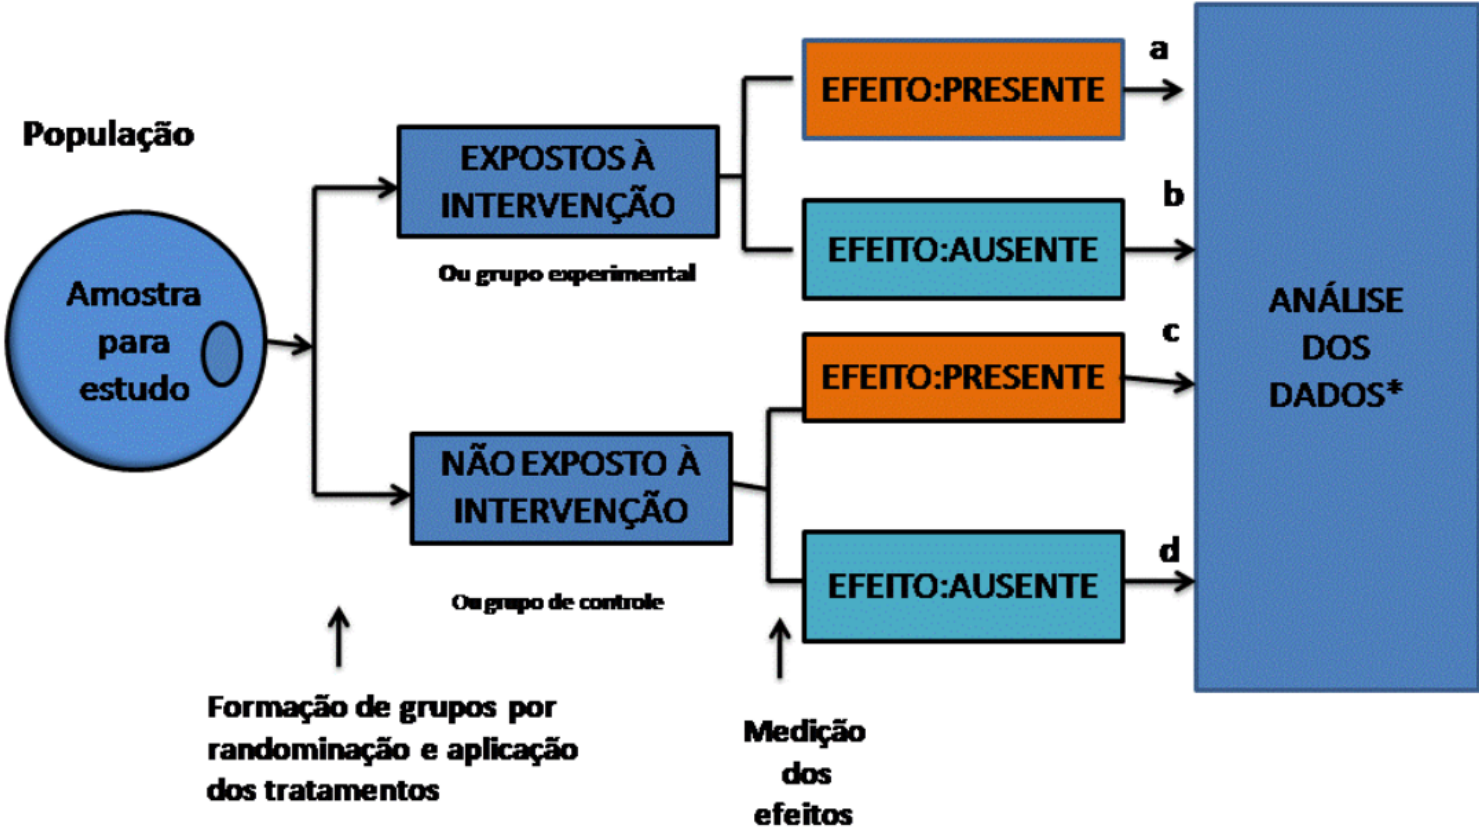 População
Amostra
para
estudo
EXPOSTOS À
INTERVENÇÃO
Ou grupo experimental
NÃO EXPOSTO À
INTERVENÇÃO
Ou grupo de controle
Formação de grupos por
randominação e aplicação
dos tratamentos
EFEITO:PRESENTE
a
EFEITO:AUSENTE
b
EFEITO:PRESENTE
c
EFEITO:AUSENTE
d
Medição
dos
efeitos
ANÁLISE
DOS
DADOS*